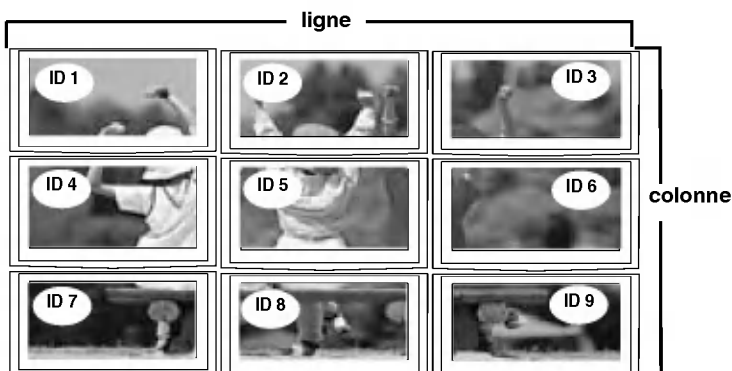 ligne
ID 1
ID 2
ID 3
ID 4
ID 5
ID 6
colonne
ID 7
ID 8
ID 9